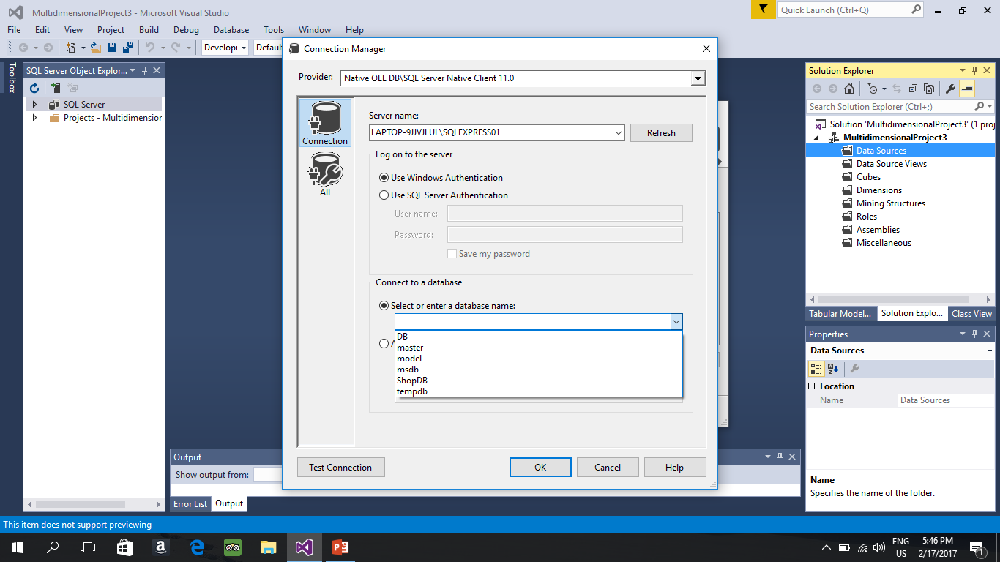 MultidimensionalProject3 - Microsoft Visual Studio
Quick Launch (Ctrl+Q)
File Edit View Project Build Debug Database Tools Window Help
Developı Defaul
Toolbox
SQL Server Object Explor...
SQL Server
Projects - Multidimension
Connection Manager
Provider: Native OLE DB\SQL Server Native Client 11.0
Connection
All
Server name:
LAPTOP-9JJVJLUL\SQLEXPRESS01
Refresh
Log on to the server
Use Windows Authentication
Use SQL Server Authentication
User name:
Password:
Save my password
Connect to a database
Select or enter a database name:
DB
master
model
msdb
ShopDB
tempdb
Test Connection OK Cancel Help
Output
Show output from:
Error List Output
Solution Explorer
Search Solution Explorer (Ctrl+;)
Solution 'MultidimensionalProject3' (1 proj
MultidimensionalProject3
Data Sources
Data Source Views
Cubes
Dimensions
Mining Structures
Roles
Assemblies
Miscellaneous
Tabular Model... Solution Explo... Class View
Properties
Data Sources
Location
Name Data Sources
Name
Specifies the name of the folder.
This item does not support previewing
ENG
US
5:46 PM
2/17/2017
1